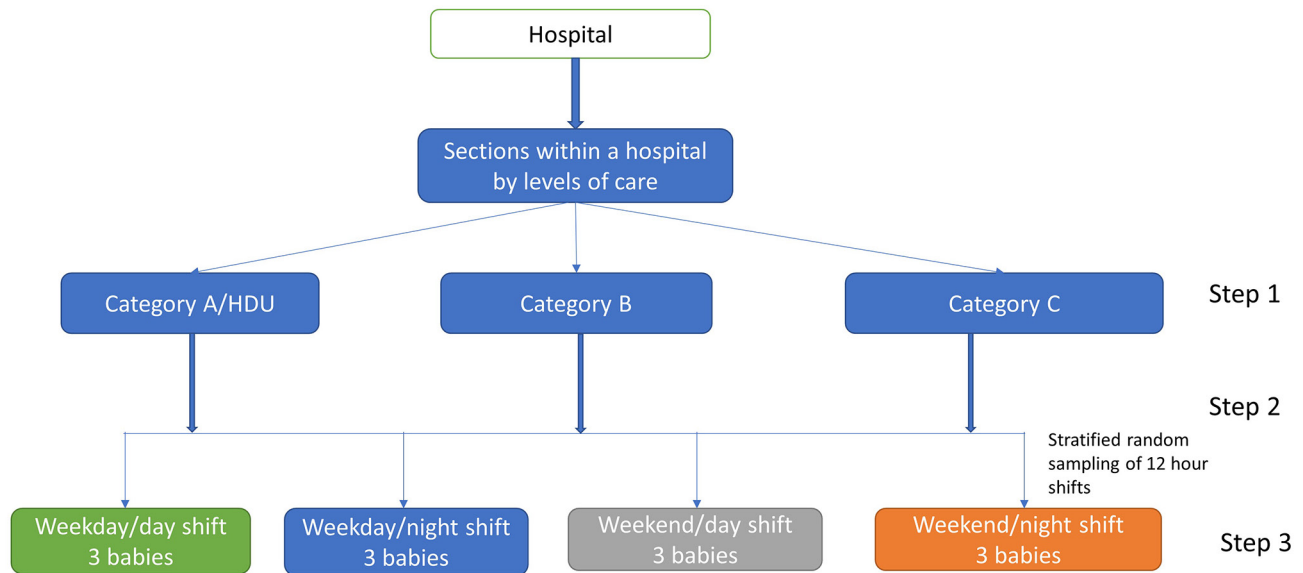 Hospital
Sections within a hospital
by levels of care
Category A/HDU
Category B
Category C
Step 1
Step 2
Stratified random
sampling of 12 hour
shifts
Weekday/day shift
3 babies
Weekday/night shift
3 babies
Weekend/day shift
3 babies
Weekend/night shift
3 babies
Step 3